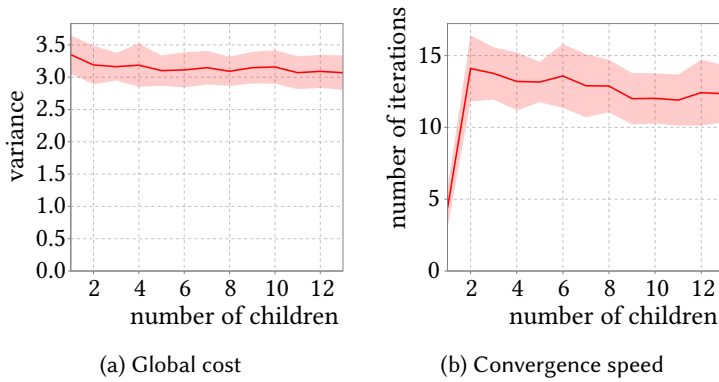 variance
3.5
3.0
2.5
2.0
1.5
1.0
0.5
0.0
2 4 6 8 10 12
number of children
(a) Global cost
number of iterations
15
10
5
0
2 4 6 8 10 12
number of children
(b) Convergence speed